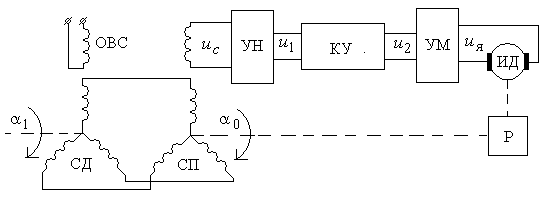 ОВС
u_c
УН
u_1
КУ .
u_2
УМ
u_я
ИД
α_1
α_0
СД
СП
Р